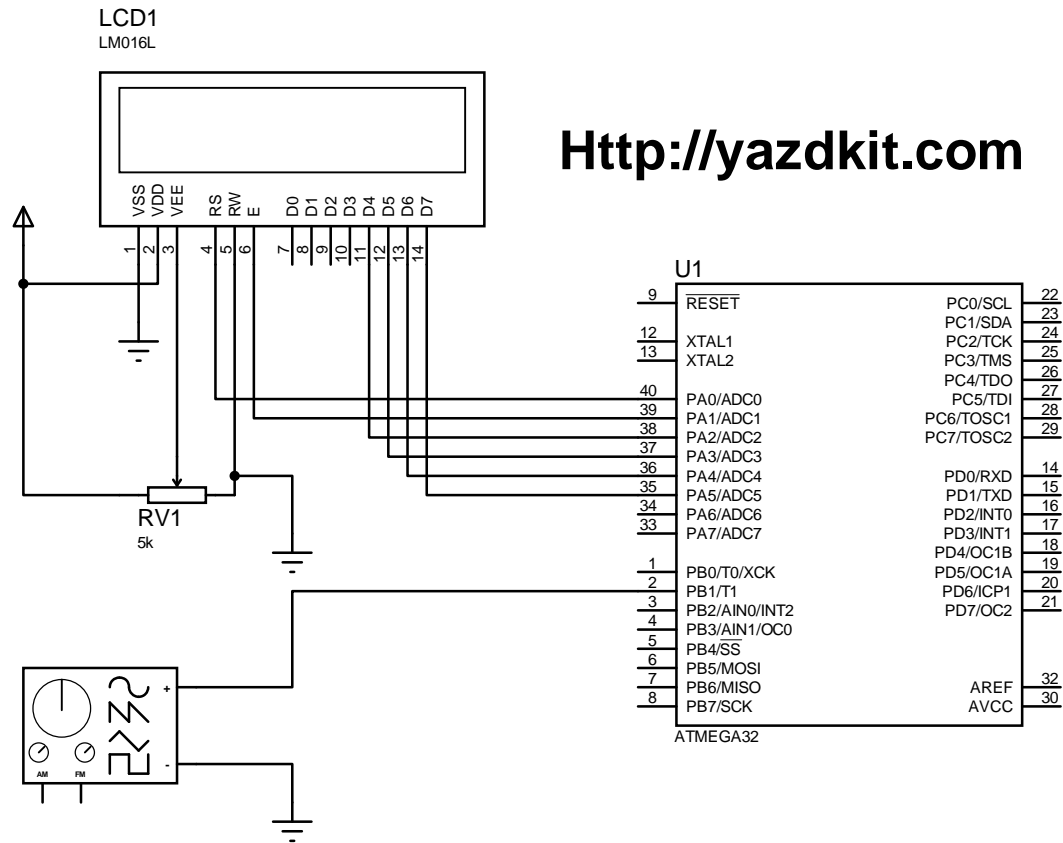 LCD1
LM016L
Http://yazdkit.com
VSS
VDD
VEE
RS
RW
E
D0
D1
D2
D3
D4
D5
D6
D7
1
2
3
4
5
6
7
8
9
10
11
12
13
14
RV1
5k
U1
9 RESET
12 XTAL1
13 XTAL2
40 PA0/ADC0
39 PA1/ADC1
38 PA2/ADC2
37 PA3/ADC3
36 PA4/ADC4
35 PA5/ADC5
34 PA6/ADC6
33 PA7/ADC7
1 PB0/T0/XCK
2 PB1/T1
3 PB2/AIN0/INT2
4 PB3/AIN1/OC0
5 PB4/SS
6 PB5/MOSI
7 PB6/MISO
8 PB7/SCK
PC0/SCL 22
PC1/SDA 23
PC2/TCK 24
PC3/TMS 25
PC4/TDO 26
PC5/TDI 27
PC6/TOSC1 28
PC7/TOSC2 29
PD0/RXD 14
PD1/TXD 15
PD2/INT0 16
PD3/INT1 17
PD4/OC1B 18
PD5/OC1A 19
PD6/ICP1 20
PD7/OC2 21
AREF 32
AVCC 30
ATMEGA32
+
-
AM
FM